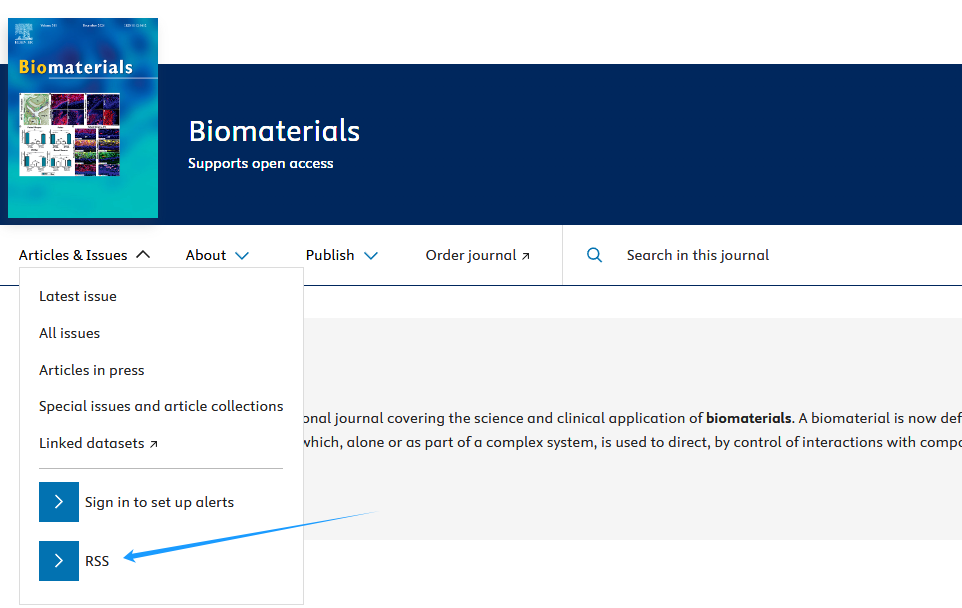 ELSEVIER
Biomaterials
Biomaterials
Supports open access
Articles & Issues
About
Publish
Order journal
Search in this journal
Latest issue
All issues
Articles in press
Special issues and article collections
Linked datasets
Sign in to set up alerts
RSS
onal journal covering the science and clinical application of biomaterials. A biomaterial is now def
which, alone or as part of a complex system, is used to direct, by control of interactions with compo